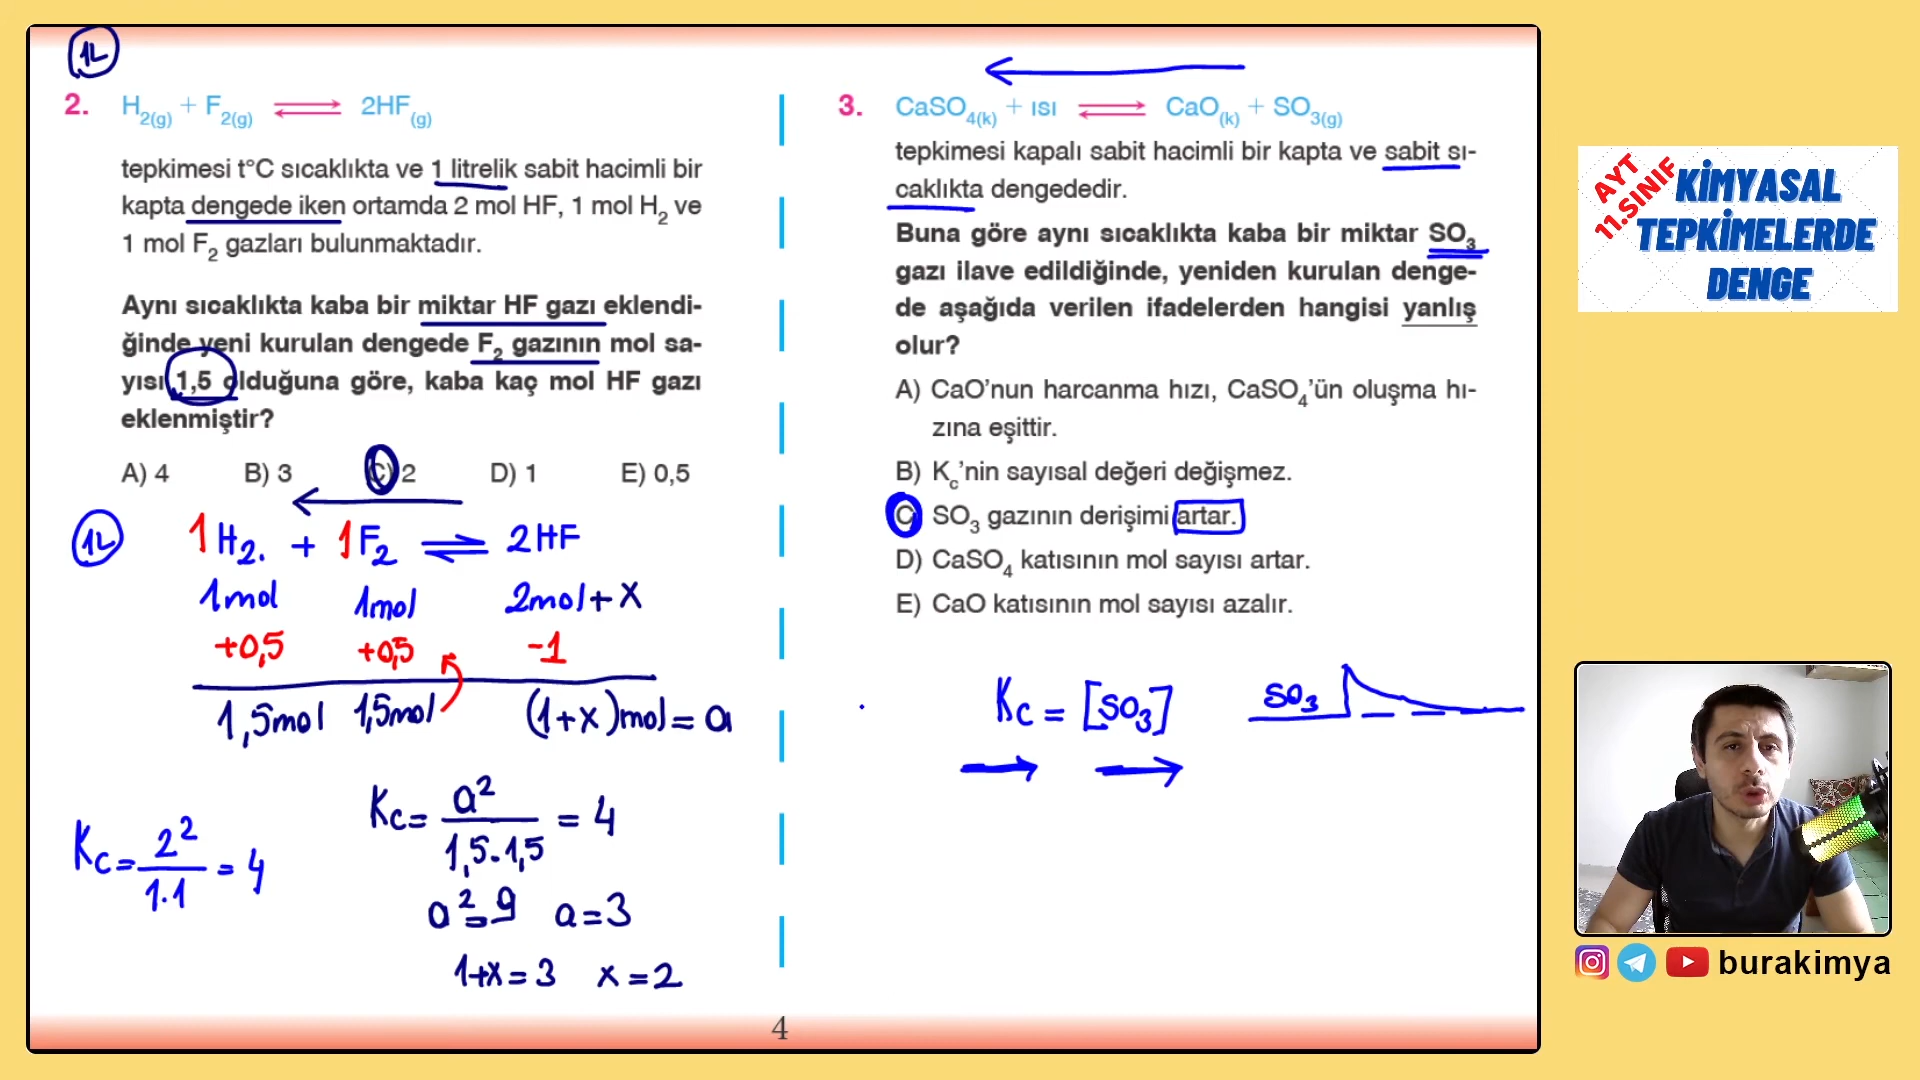 1L
2. H2(g) + F2(g) ⇌ 2HF(g)
tepkimesi t°C sıcaklıkta ve 1 litrelik sabit hacimli bir
kapta dengede iken ortamda 2 mol HF, 1 mol H2 ve
1 mol F2 gazları bulunmaktadır.
Aynı sıcaklıkta kaba bir miktar HF gazı eklendi-
ğinde yeni kurulan dengede F2 gazının mol sa-
yısı 1,5 olduğuna göre, kaba kaç mol HF gazı
eklenmiştir?
A) 4 B) 3 C) 2 D) 1 E) 0,5
1L 1H2 + 1F2 ⇌ 2HF
1mol 1mol 2mol+x
+0,5 +0,5 -1
1,5mol 1,5mol (1+x)mol = a
Kc = a² / 1,5.1,5 = 4
Kc = 2² / 1.1 = 4
a² = 9 a = 3
1+x = 3 x = 2
3. CaSO4(k) + ısı ⇌ CaO(k) + SO3(g)
tepkimesi kapalı sabit hacimli bir kapta ve sabit sı-
caklıkta dengededir.
Buna göre aynı sıcaklıkta kaba bir miktar SO3
gazı ilave edildiğinde, yeniden kurulan denge-
de aşağıda verilen ifadelerden hangisi yanlış
olur?
A) CaO’nun harcanma hızı, CaSO4’ün oluşma hı-
zına eşittir.
B) Kc’nin sayısal değeri değişmez.
C) SO3 gazının derişimi artar.
D) CaSO4 katısının mol sayısı artar.
E) CaO katısının mol sayısı azalır.
Kc = [SO3] SO3
4
AYT
11.SINIF
KİMYASAL
TEPKİMELERDE
DENGE
burakimya